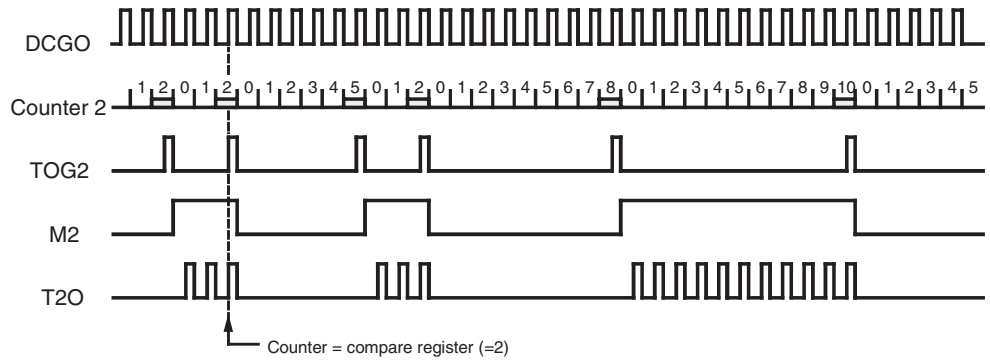 DCGO
1 2 0 1 2 0 1 2 3 4 5 0 1 2 0 1 2 3 4 5 6 7 8 0 1 2 3 4 5 6 7 8 9 10 0 1 2 3 4 5
Counter 2
TOG2
M2
T2O
Counter = compare register (=2)